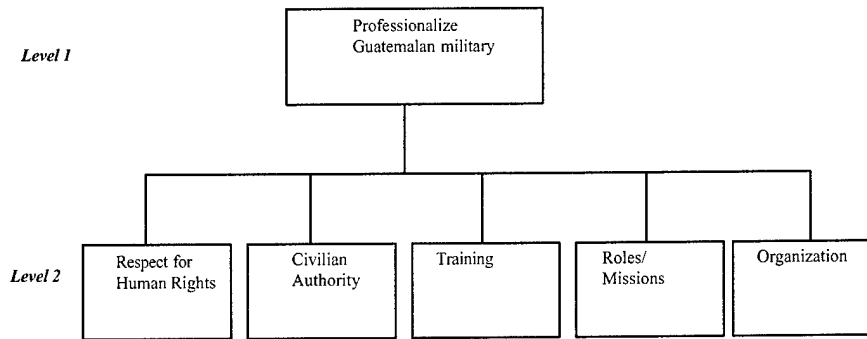 Level 1
Professionalize
Guatemalan military
Level 2
Respect for
Human Rights
Civilian
Authority
Training
Roles/
Missions
Organization